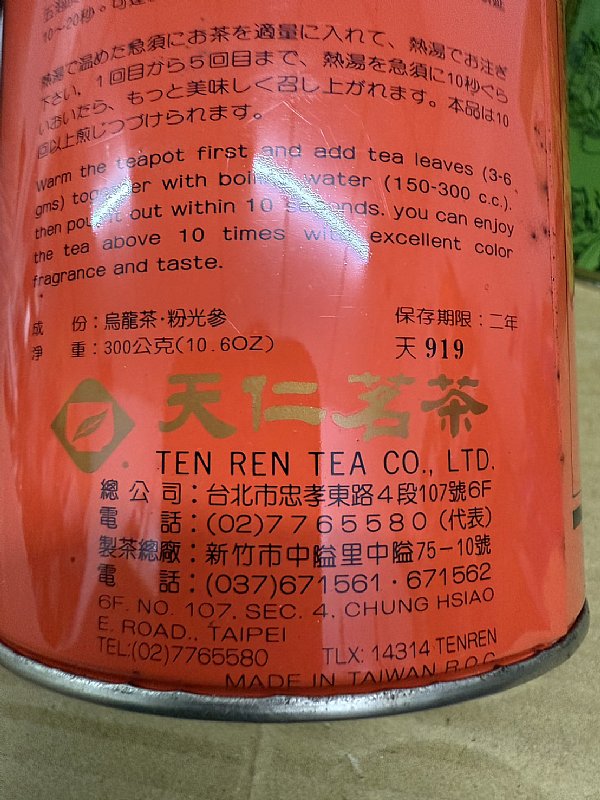 10~20秒。可連
熱湯で温めた急須にお茶を適量に入れて、熱湯でお注ぎ
下さい。1回目から5回目まで、熱湯を急須に10秒ぐら
いおいたら、もっと美味しく召し上がれます。本品は10
回以上煎じつづけられます。
Warm the teapot first and add tea leaves (3-6
gms) together with boiling water (150-300 c.c.).
then pour it out within 10 seconds. you can enjoy
the tea above 10 times with excellent color
fragrance and taste.
成 份：烏龍茶·粉光參 保存期限：二年
淨 重：300公克(10.6OZ) 天 919
天仁茗茶
TEN REN TEA CO., LTD.
總公司：台北市忠孝東路4段107號6F
電 話：(02)7765580(代表)
製茶總廠：新竹市中隘里中隘75－10號
電 話：(037)671561·671562
6F. NO. 107, SEC. 4, CHUNG HSIAO
E. ROAD., TAIPEI
TEL:(02)7765580 TLX: 14314 TENREN
MADE IN TAIWAN R.O.C